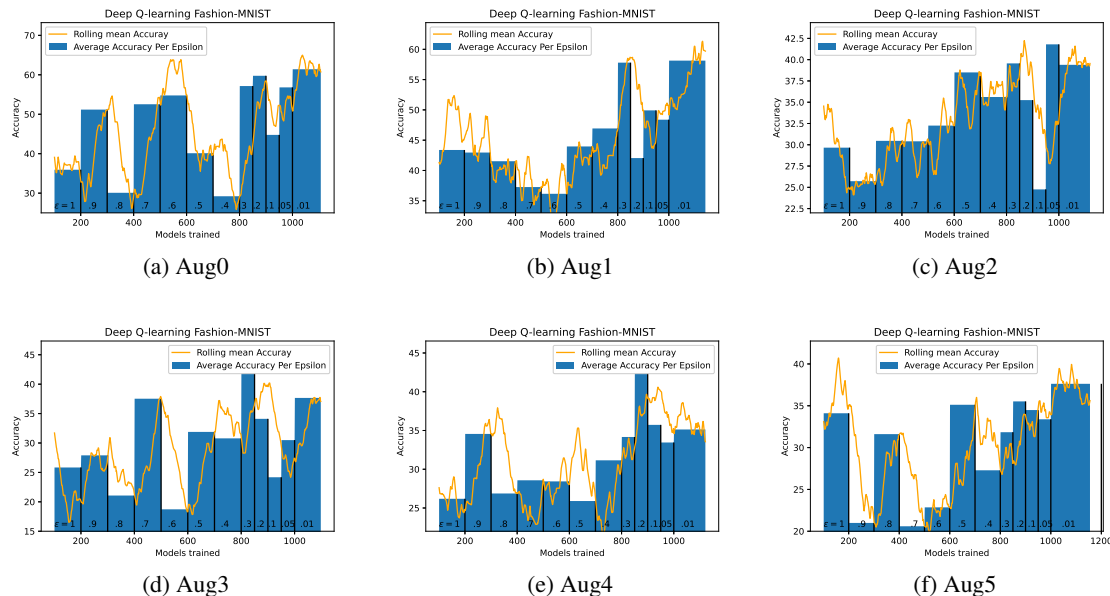 Deep Q-learning Fashion-MNIST
Rolling mean Accuray
Average Accuracy Per Epsilon
Accuracy
70
60
50
40
30
ε = 1 .9 .8 .7 .6 .5 .4 .3 .2 .1 .05 .01
200 400 600 800 1000
Models trained
(a) Aug0
Deep Q-learning Fashion-MNIST
Rolling mean Accuray
Average Accuracy Per Epsilon
Accuracy
60
55
50
45
40
35
ε = 1 .9 .8 .7 .6 .5 .4 .3 .2 .1 .05 .01
200 400 600 800 1000
Models trained
(b) Aug1
Deep Q-learning Fashion-MNIST
Rolling mean Accuray
Average Accuracy Per Epsilon
Accuracy
42.5
40.0
37.5
35.0
32.5
30.0
27.5
25.0
22.5
ε = 1 .9 .8 .7 .6 .5 .4 .3 .2 .1 .05 .01
200 400 600 800 1000
Models trained
(c) Aug2
Deep Q-learning Fashion-MNIST
Rolling mean Accuray
Average Accuracy Per Epsilon
Accuracy
45
40
35
30
25
20
15
ε = 1 .9 .8 .7 .6 .5 .4 .3 .2 .1 .05 .01
200 400 600 800 1000
Models trained
(d) Aug3
Deep Q-learning Fashion-MNIST
Rolling mean Accuray
Average Accuracy Per Epsilon
Accuracy
45
40
35
30
25
ε = 1 .9 .8 .7 .6 .5 .4 .3 .2 .1 .05 .01
200 400 600 800 1000
Models trained
(e) Aug4
Deep Q-learning Fashion-MNIST
Rolling mean Accuray
Average Accuracy Per Epsilon
Accuracy
40
35
30
25
20
ε = 1 .9 .8 .7 .6 .5 .4 .3 .2 .1 .05 .01
200 400 600 800 1000 1200
Models trained
(f) Aug5